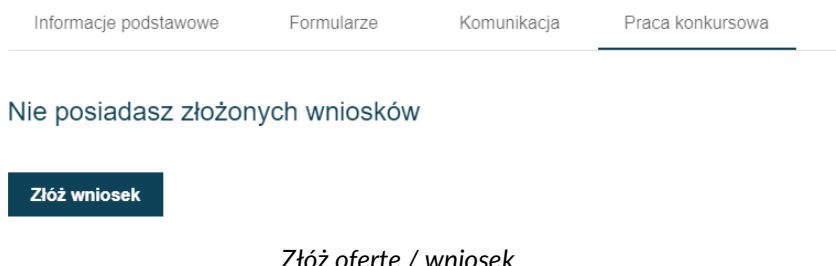 Informacje podstawowe Formularze Komunikacja Praca konkursowa
Nie posiadasz złożonych wniosków
Złóż wniosek
Złóż ofertę / wniosek